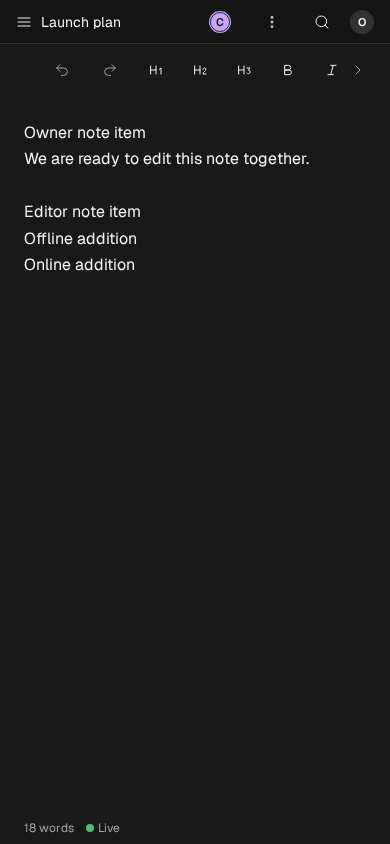 Launch plan
C
O
H1 H2 H3 B I
Owner note item
We are ready to edit this note together.
Editor note item
Offline addition
Online addition
18 words
Live